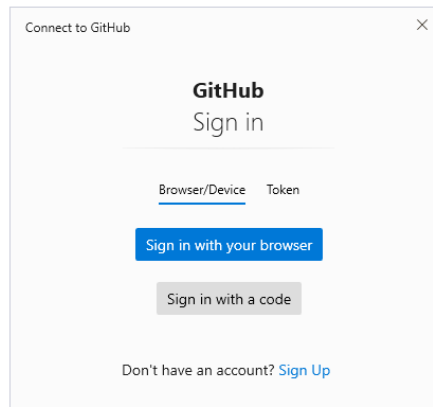 Connect to GitHub
GitHub
Sign in
Browser/Device Token
Sign in with your browser
Sign in with a code
Don't have an account? Sign Up